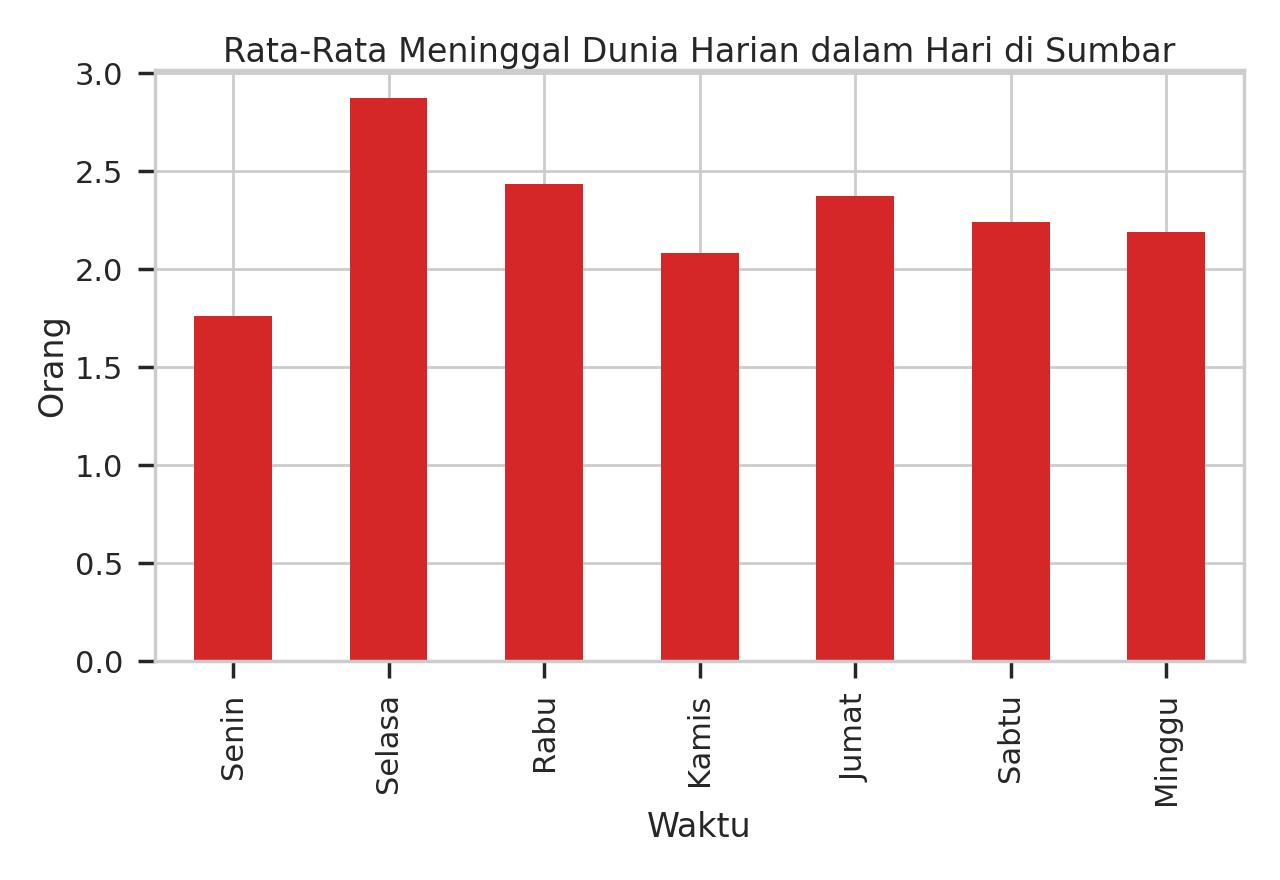 Rata-Rata Meninggal Dunia Harian dalam Hari di Sumbar
3.0
2.5
2.0
1.5
1.0
0.5
0.0
Orang
Senin
Selasa
Rabu
Kamis
Jumat
Sabtu
Minggu
Waktu